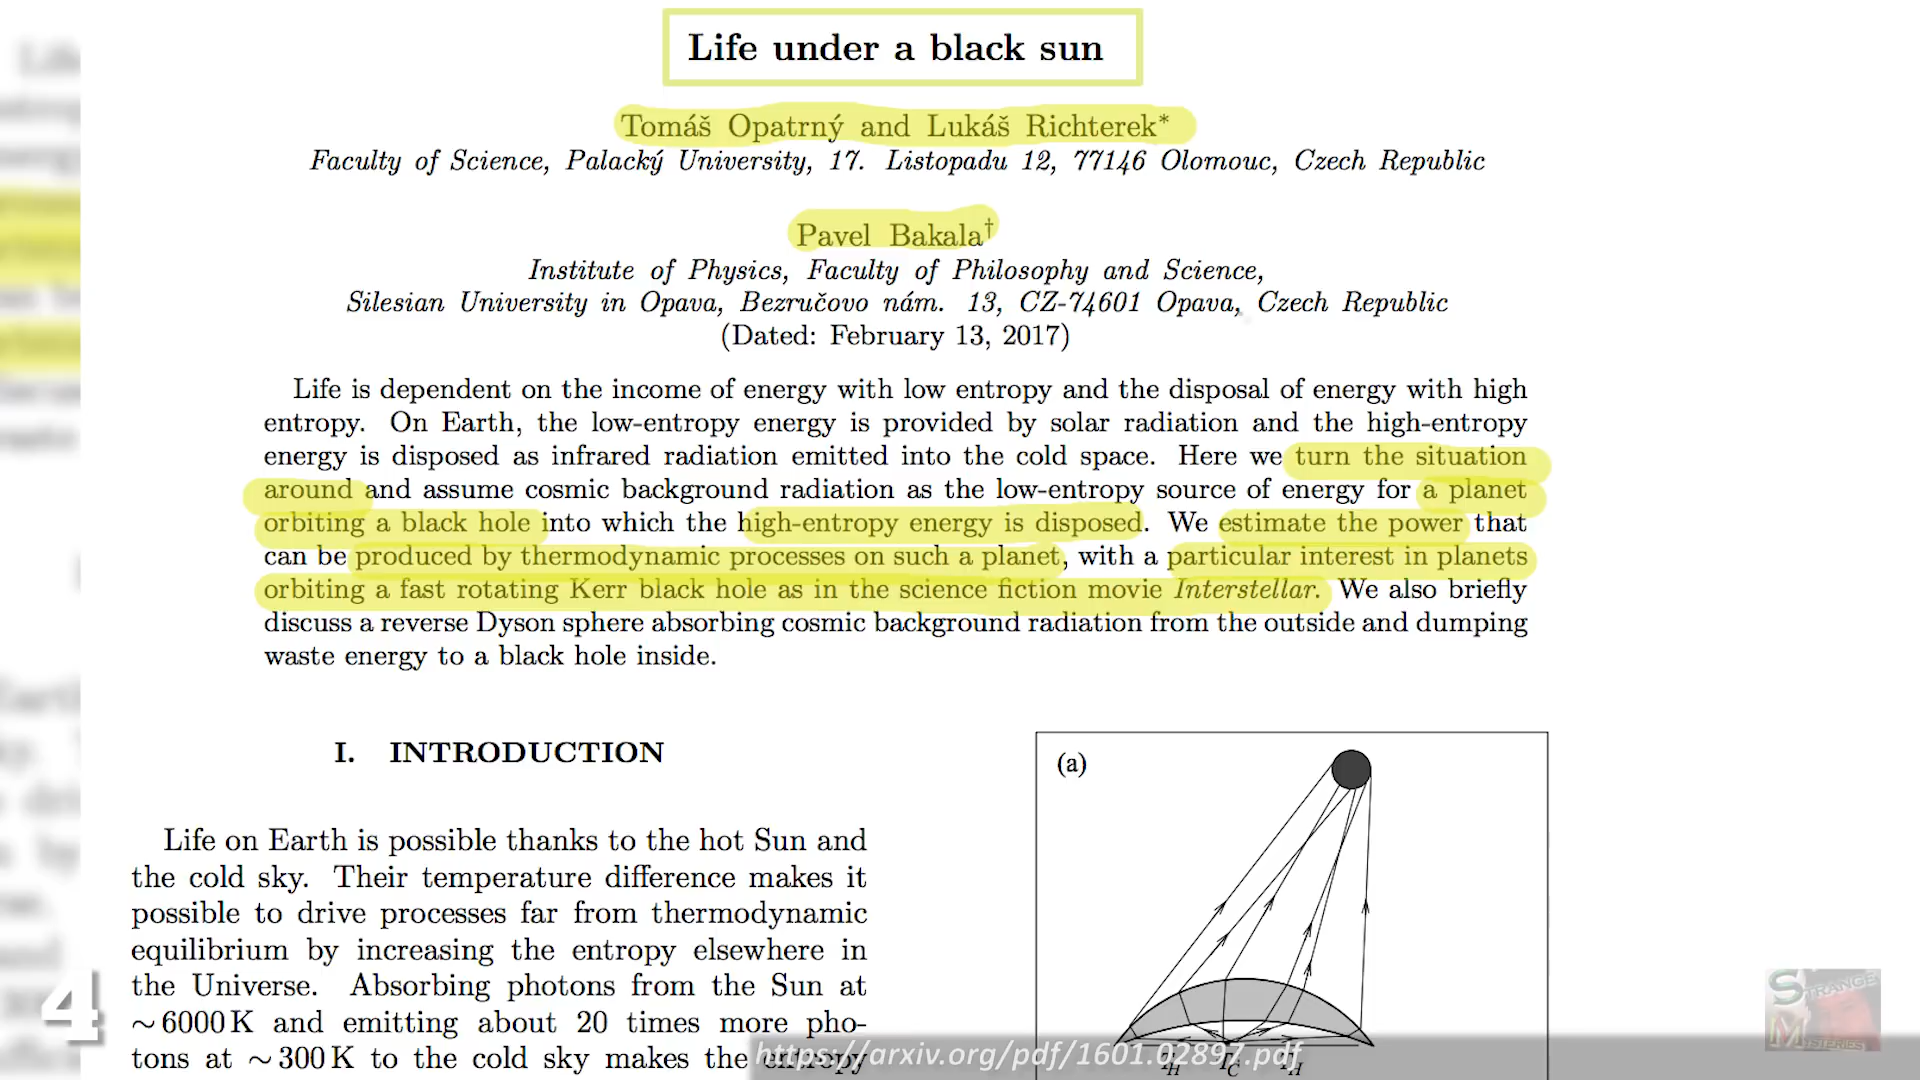 Life under a black sun
Tomáš Opatrný and Lukáš Richterek*
Faculty of Science, Palacký University, 17. Listopadu 12, 77146 Olomouc, Czech Republic
Pavel Bakala†
Institute of Physics, Faculty of Philosophy and Science,
Silesian University in Opava, Bezručovo nám. 13, CZ-74601 Opava, Czech Republic
(Dated: February 13, 2017)
Life is dependent on the income of energy with low entropy and the disposal of energy with high
entropy. On Earth, the low-entropy energy is provided by solar radiation and the high-entropy
energy is disposed as infrared radiation emitted into the cold space. Here we turn the situation
around and assume cosmic background radiation as the low-entropy source of energy for a planet
orbiting a black hole into which the high-entropy energy is disposed. We estimate the power that
can be produced by thermodynamic processes on such a planet, with a particular interest in planets
orbiting a fast rotating Kerr black hole as in the science fiction movie Interstellar. We also briefly
discuss a reverse Dyson sphere absorbing cosmic background radiation from the outside and dumping
waste energy to a black hole inside.
I. INTRODUCTION
Life on Earth is possible thanks to the hot Sun and
the cold sky. Their temperature difference makes it
possible to drive processes far from thermodynamic
equilibrium by increasing the entropy elsewhere in
the Universe. Absorbing photons from the Sun at
~6000 K and emitting about 20 times more pho-
tons at ~300 K to the cold sky makes the entropy
(a)
T_H T_C T_H
https://arxiv.org/pdf/1601.02897.pdf
4
STRANGE
MYSTERIES